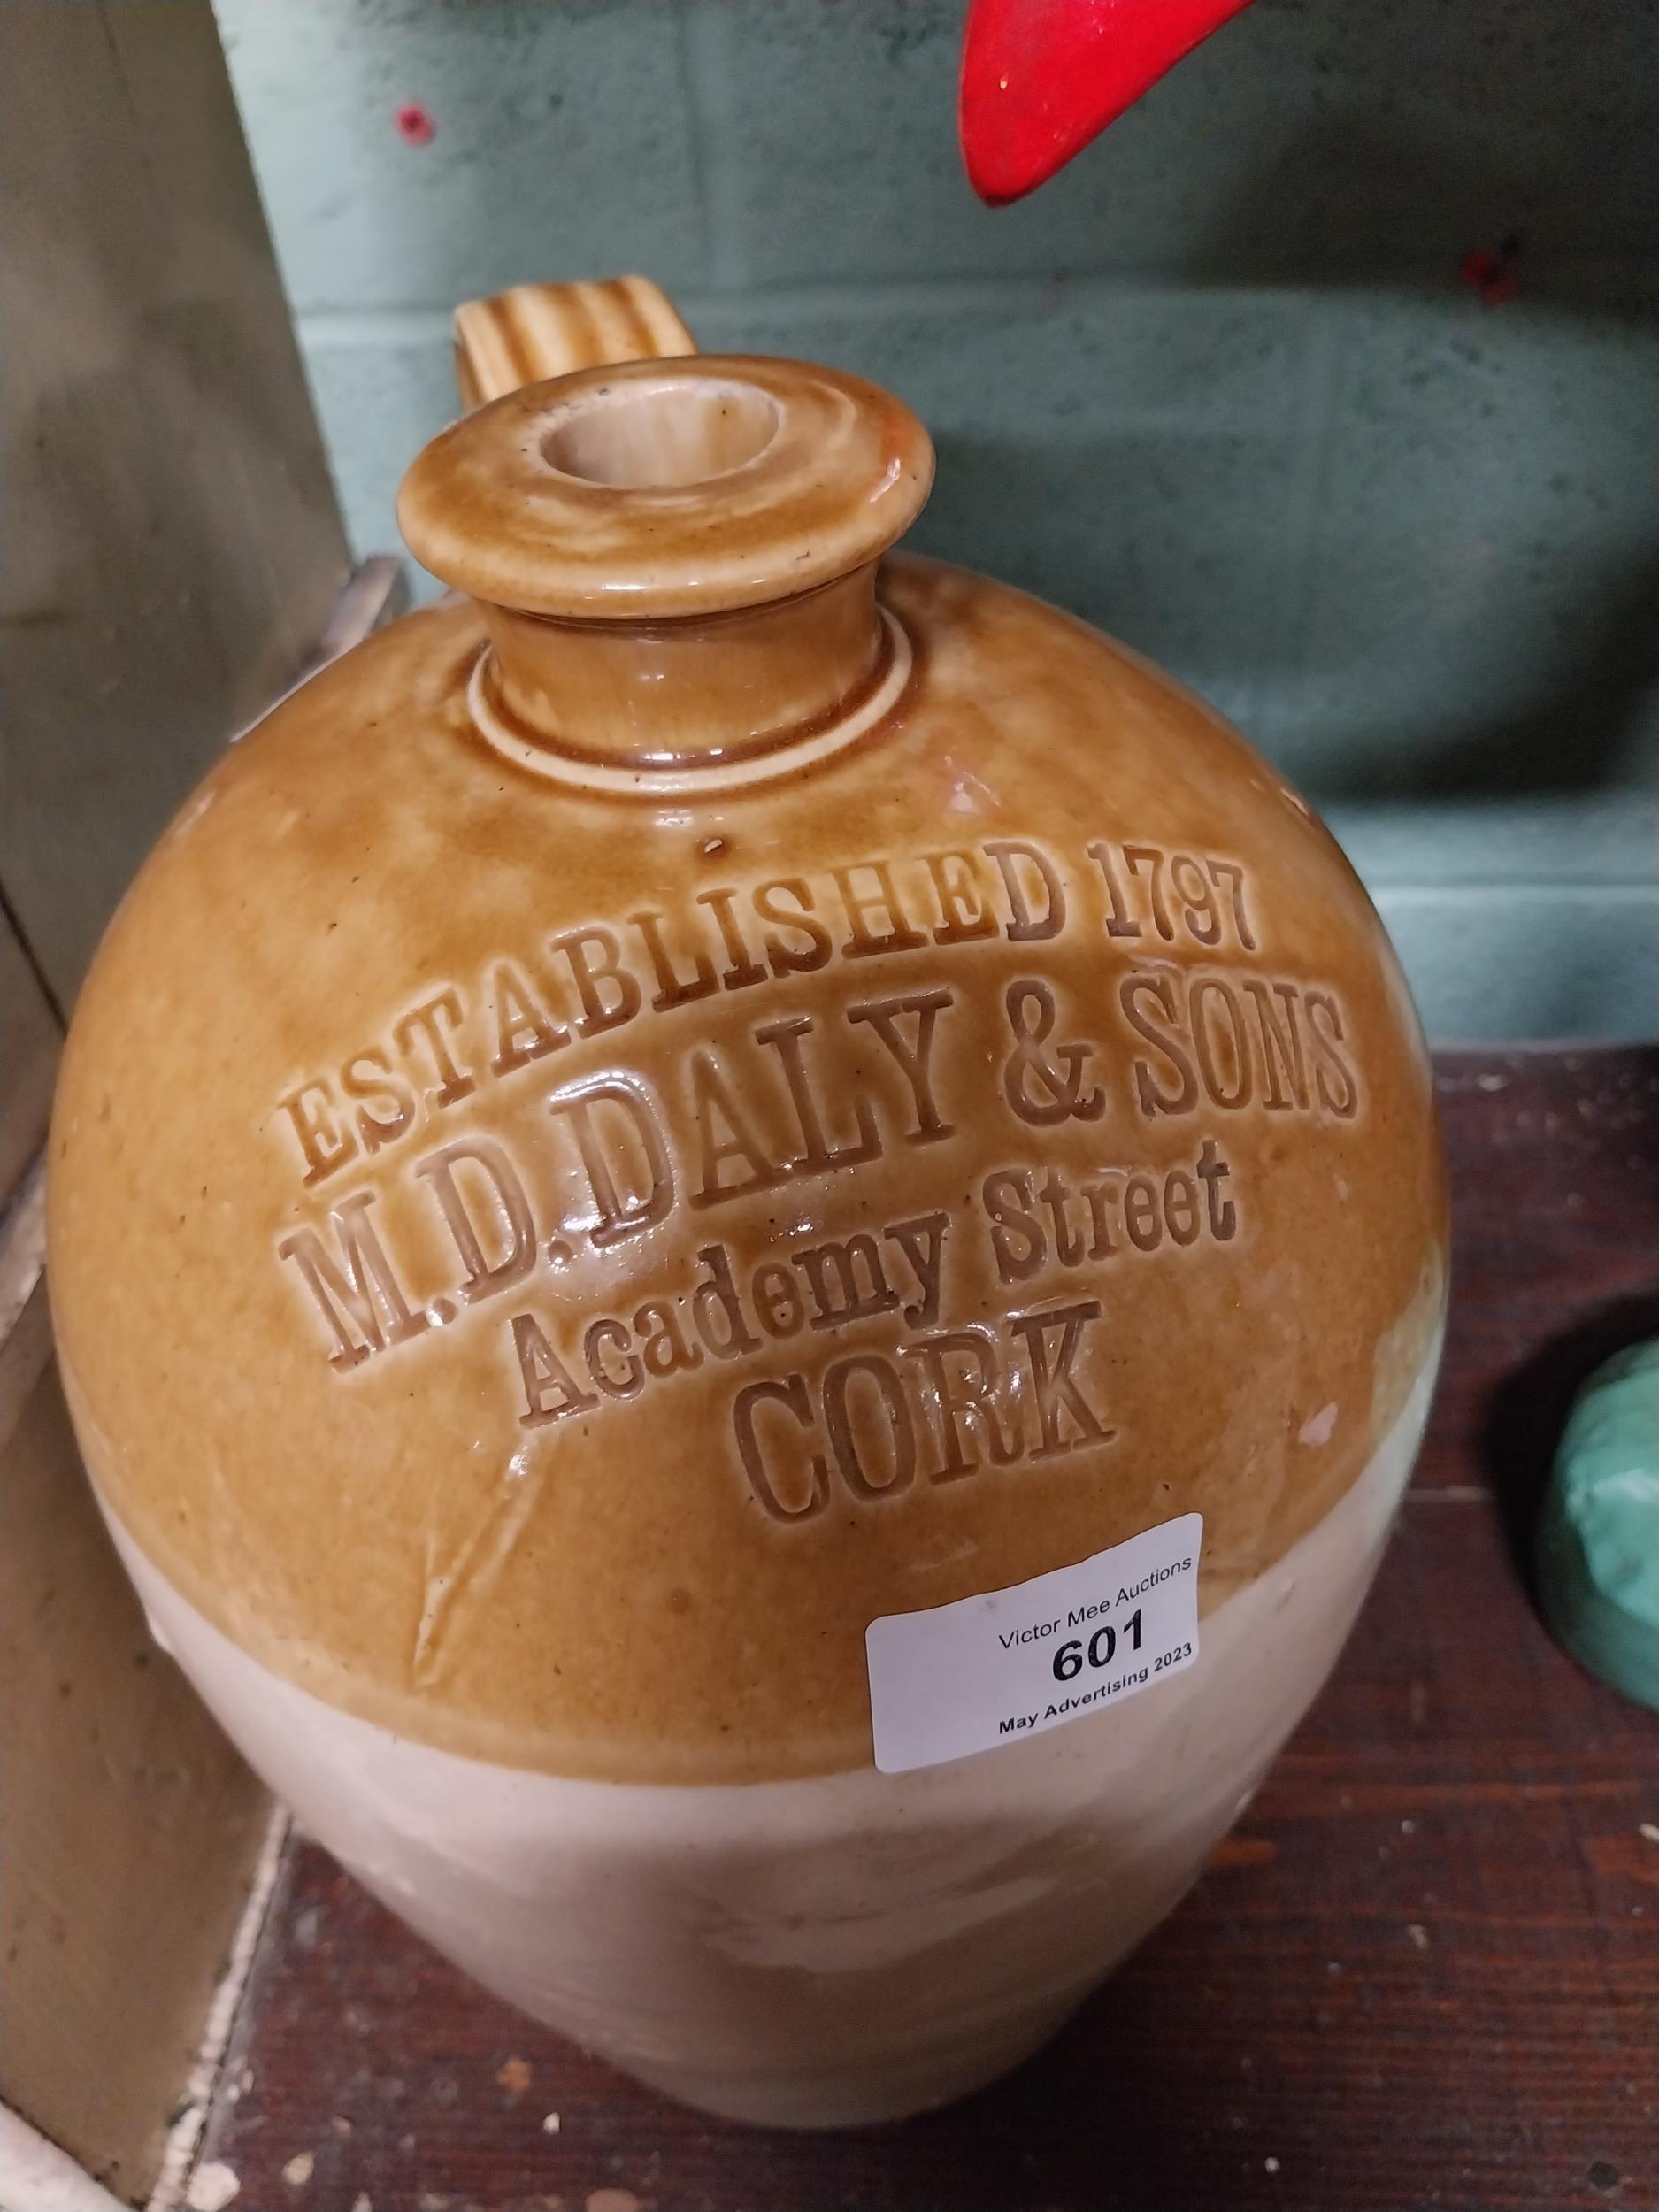 ESTABLISHED 1797
M.D. DALY & SONS
Academy Street
CORK
Victor Mee Auctions
601
May Advertising 2023